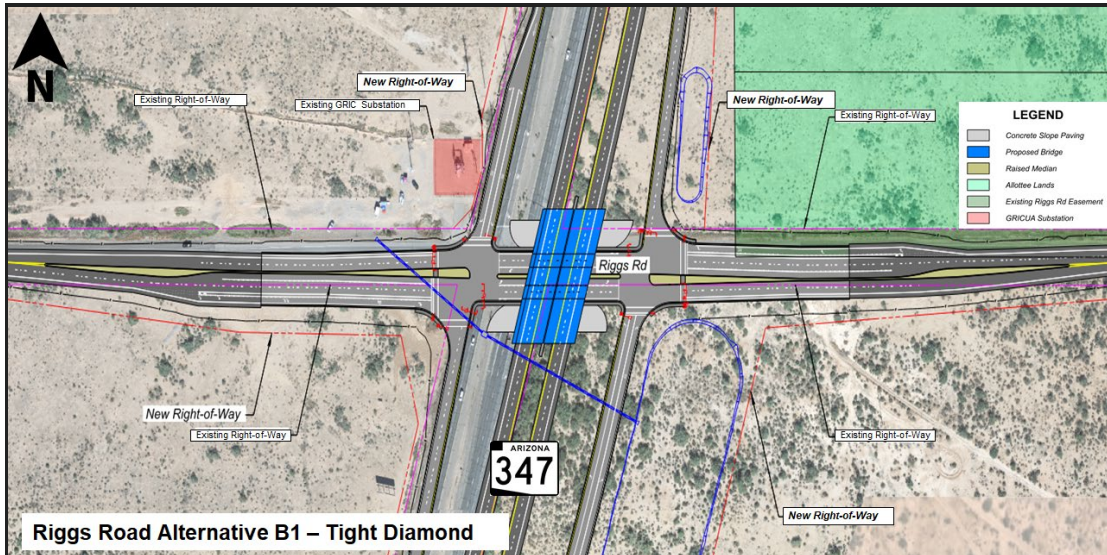 N
Existing Right-of-Way
New Right-of-Way
Existing GRIC Substation
New Right-of-Way
Existing Right-of-Way
LEGEND
Concrete Slope Paving
Proposed Bridge
Raised Median
Allottee Lands
Existing Riggs Rd Easement
GRICUA Substation
Riggs Rd
New Right-of-Way
Existing Right-of-Way
Existing Right-of-Way
ARIZONA
347
New Right-of-Way
Riggs Road Alternative B1 – Tight Diamond